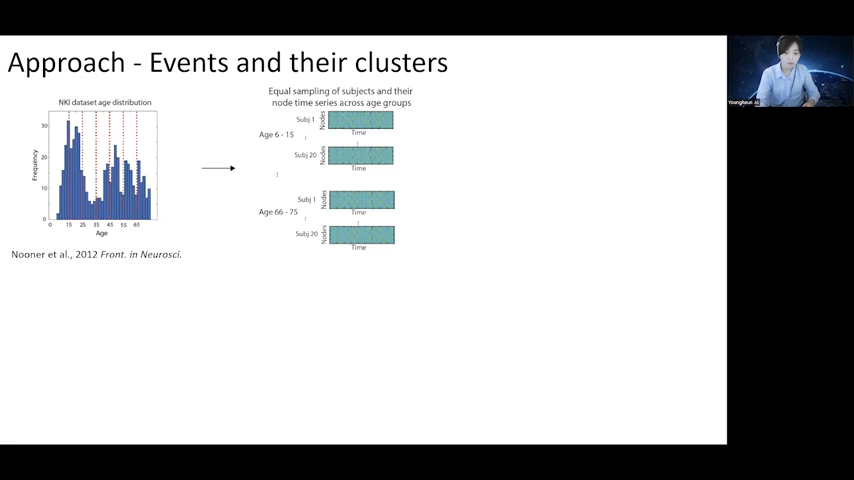 Approach - Events and their clusters
NKI dataset age distribution
Frequency
30
20
10
0
0 15 25 35 45 55 65
Age
Nooner et al., 2012 Front. in Neurosci.
Equal sampling of subjects and their
node time series across age groups
Age 6 - 15
Subj 1
Nodes
Time
Subj 20
Nodes
Time
Age 66 - 75
Subj 1
Nodes
Time
Subj 20
Nodes
Time
Youngheun Jo